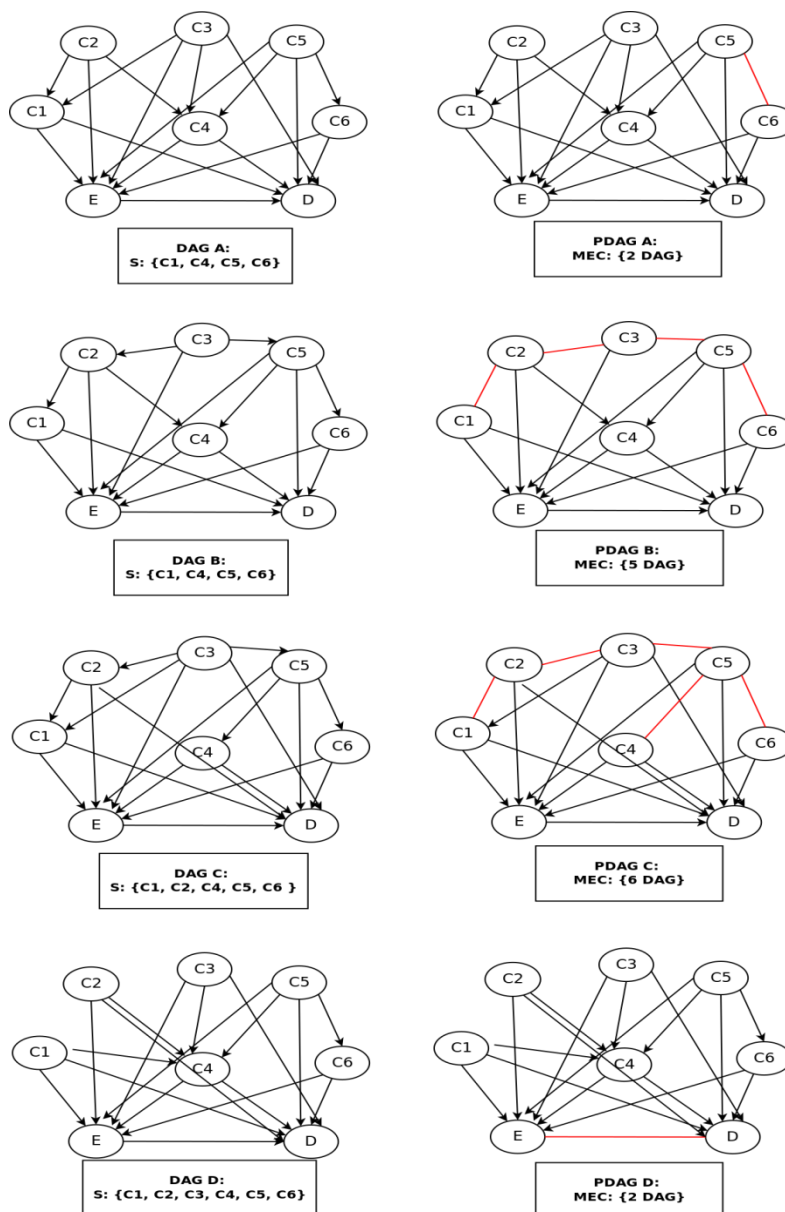 C3
C2
C5
C1
C4
C6
E
D
DAG A:
S: {C1, C4, C5, C6}
C3
C2
C5
C1
C4
C6
E
D
PDAG A:
MEC: {2 DAG}
C3
C2
C5
C1
C4
C6
E
D
DAG B:
S: {C1, C4, C5, C6}
C3
C2
C5
C1
C4
C6
E
D
PDAG B:
MEC: {5 DAG}
C3
C2
C5
C1
C4
C6
E
D
DAG C:
S: {C1, C2, C4, C5, C6 }
C3
C2
C5
C1
C4
C6
E
D
PDAG C:
MEC: {6 DAG}
C3
C2
C5
C1
C4
C6
E
D
DAG D:
S: {C1, C2, C3, C4, C5, C6}
C3
C2
C5
C1
C4
C6
E
D
PDAG D:
MEC: {2 DAG}